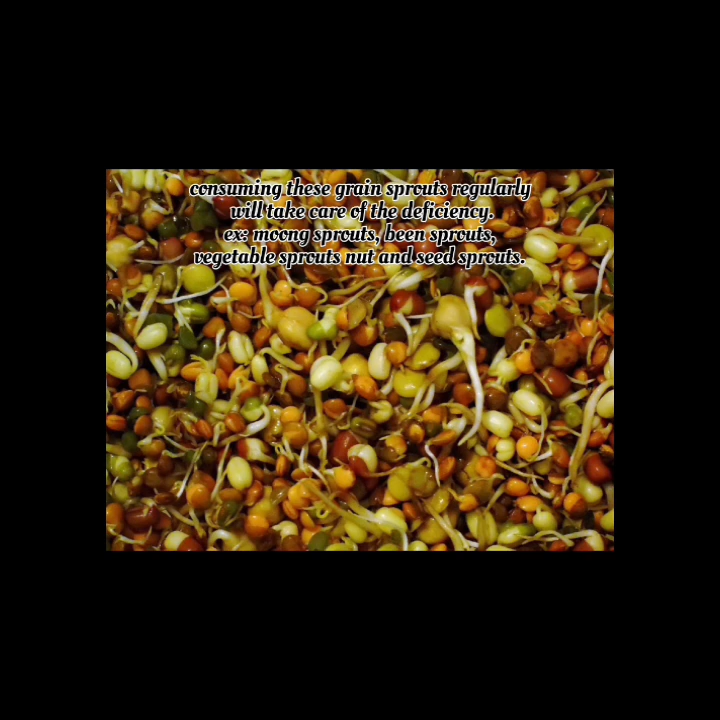 consuming these grain sprouts regularly
will take care of the deficiency.
ex: moong sprouts, been sprouts,
vegetable sprouts nut and seed sprouts.